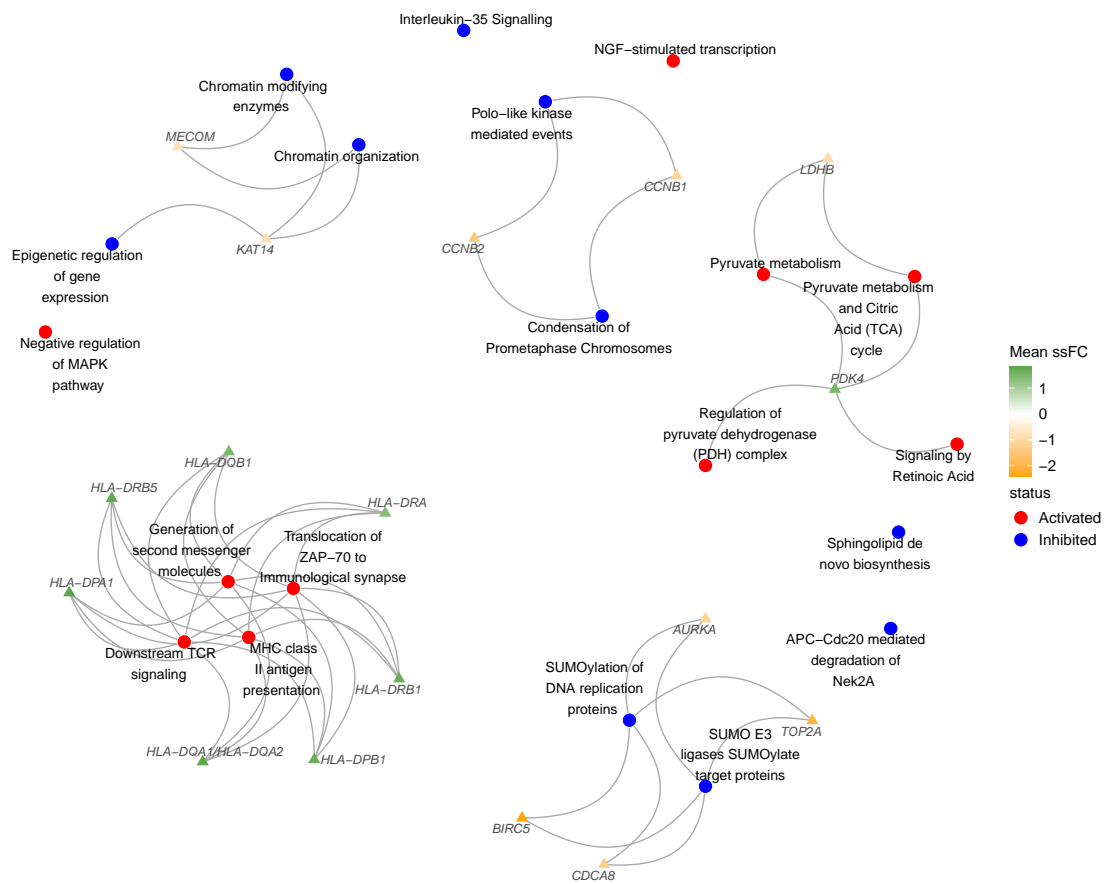 Interleukin−35 Signalling
NGF−stimulated transcription
Chromatin modifying
enzymes
Polo−like kinase
mediated events
MECOM
Chromatin organization
LDHB
CCNB1
KAT14
CCNB2
Epigenetic regulation
of gene
expression
Pyruvate metabolism
Pyruvate metabolism
and Citric
Acid (TCA)
cycle
Condensation of
Prometaphase Chromosomes
Negative regulation
of MAPK
pathway
PDK4
Regulation of
pyruvate dehydrogenase
(PDH) complex
Signaling by
Retinoic Acid
Mean ssFC
1
0
−1
−2
status
Activated
Inhibited
HLA−DQB1
HLA−DRB5
HLA−DRA
Generation of
second messenger
molecules
Translocation of
ZAP−70 to
Immunological synapse
HLA−DPA1
Downstream TCR
signaling
MHC class
II antigen
presentation
HLA−DRB1
HLA−DQA1/HLA−DQA2
HLA−DPB1
Sphingolipid de
novo biosynthesis
AURKA
APC−Cdc20 mediated
degradation of
Nek2A
SUMOylation of
DNA replication
proteins
TOP2A
SUMO E3
ligases SUMOylate
target proteins
BIRC5
CDCA8